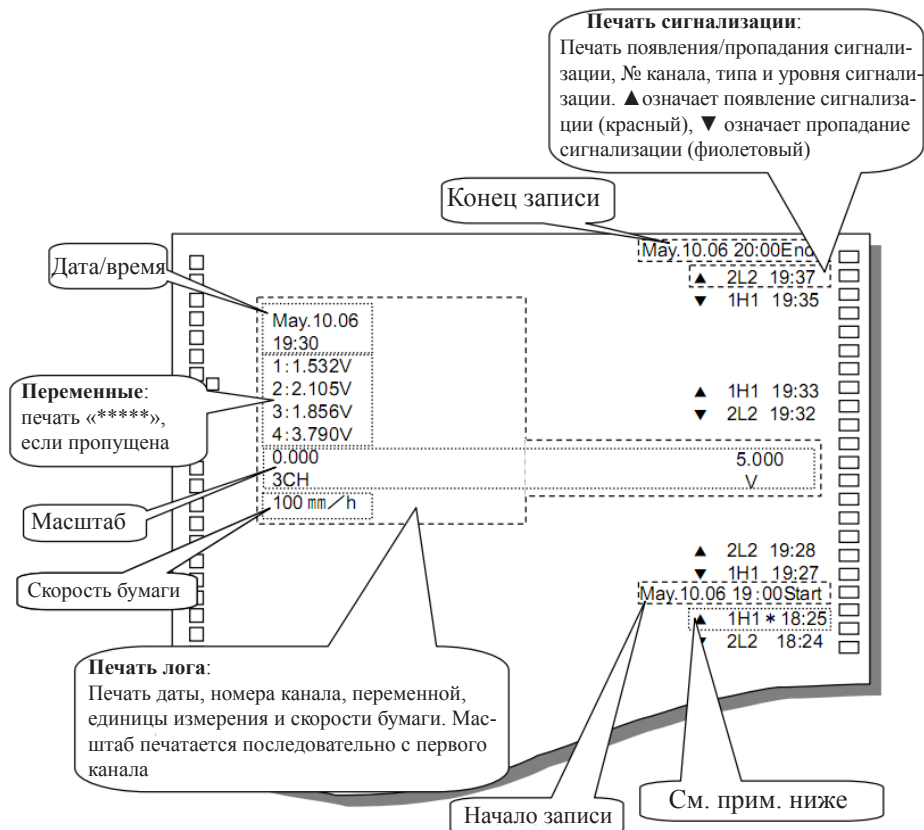 Печать сигнализации:
Печать появления/пропадания сигнали-
зации, № канала, типа и уровня сигнали-
зации. ▲означает появление сигнализа-
ции (красный), ▼ означает пропадание
сигнализации (фиолетовый)
Конец записи
May.10.06 20:00End
▲ 2L2 19:37
▼ 1H1 19:35
Дата/время
May.10.06
19:30
1:1.532V
2:2.105V
3:1.856V
4:3.790V
Переменные:
печать «*****»,
если пропущена
▲ 1H1 19:33
▼ 2L2 19:32
0.000 5.000
3CH V
100 mm/h
Масштаб
Скорость бумаги
▲ 2L2 19:28
▼ 1H1 19:27
May.10.06 19:00Start
▲ 1H1 * 18:25
▼ 2L2 18:24
Печать лога:
Печать даты, номера канала, переменной,
единицы измерения и скорости бумаги. Мас-
штаб печатается последовательно с первого
канала
Начало записи
См. прим. ниже